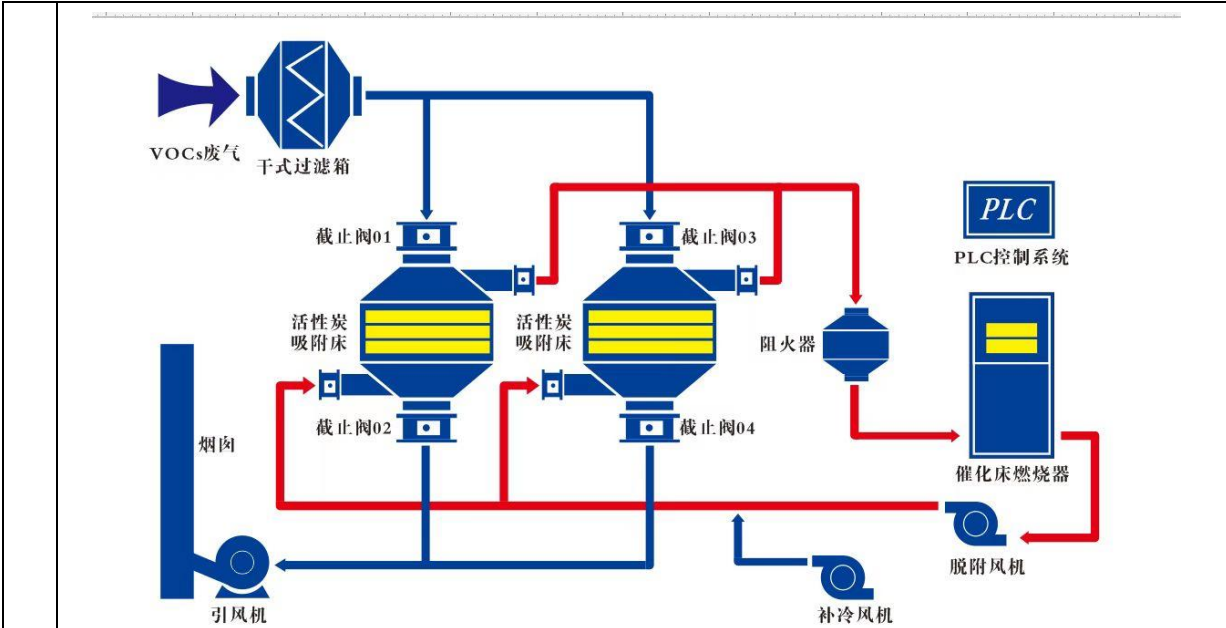 VOCs废气
干式过滤箱
截止阀01
截止阀03
PLC
PLC控制系统
活性炭
吸附床
活性炭
吸附床
阻火器
截止阀02
截止阀04
烟囱
催化床燃烧器
脱附风机
引风机
补冷风机